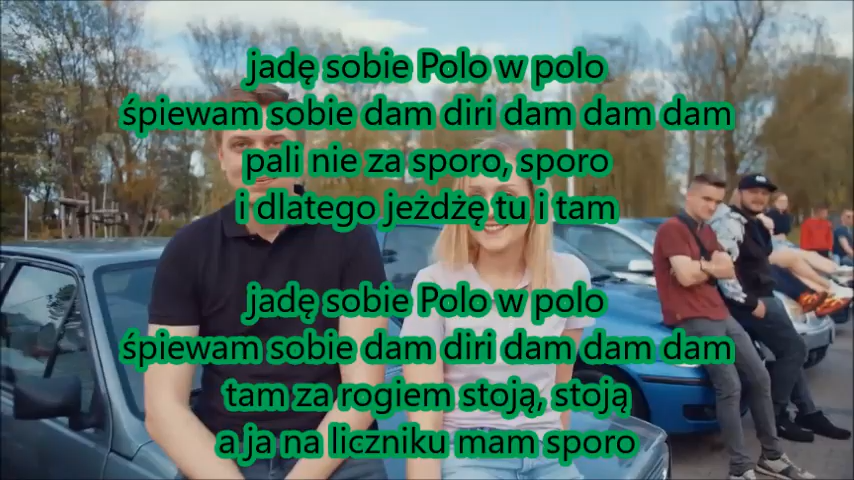 jadę sobie Polo w polo
śpiewam sobie dam diri dam dam dam
pali nie za sporo, sporo
i dlatego jeżdżę tu i tam
jadę sobie Polo w polo
śpiewam sobie dam diri dam dam dam
tam za rogiem stoją, stoją
a ja na liczniku mam sporo